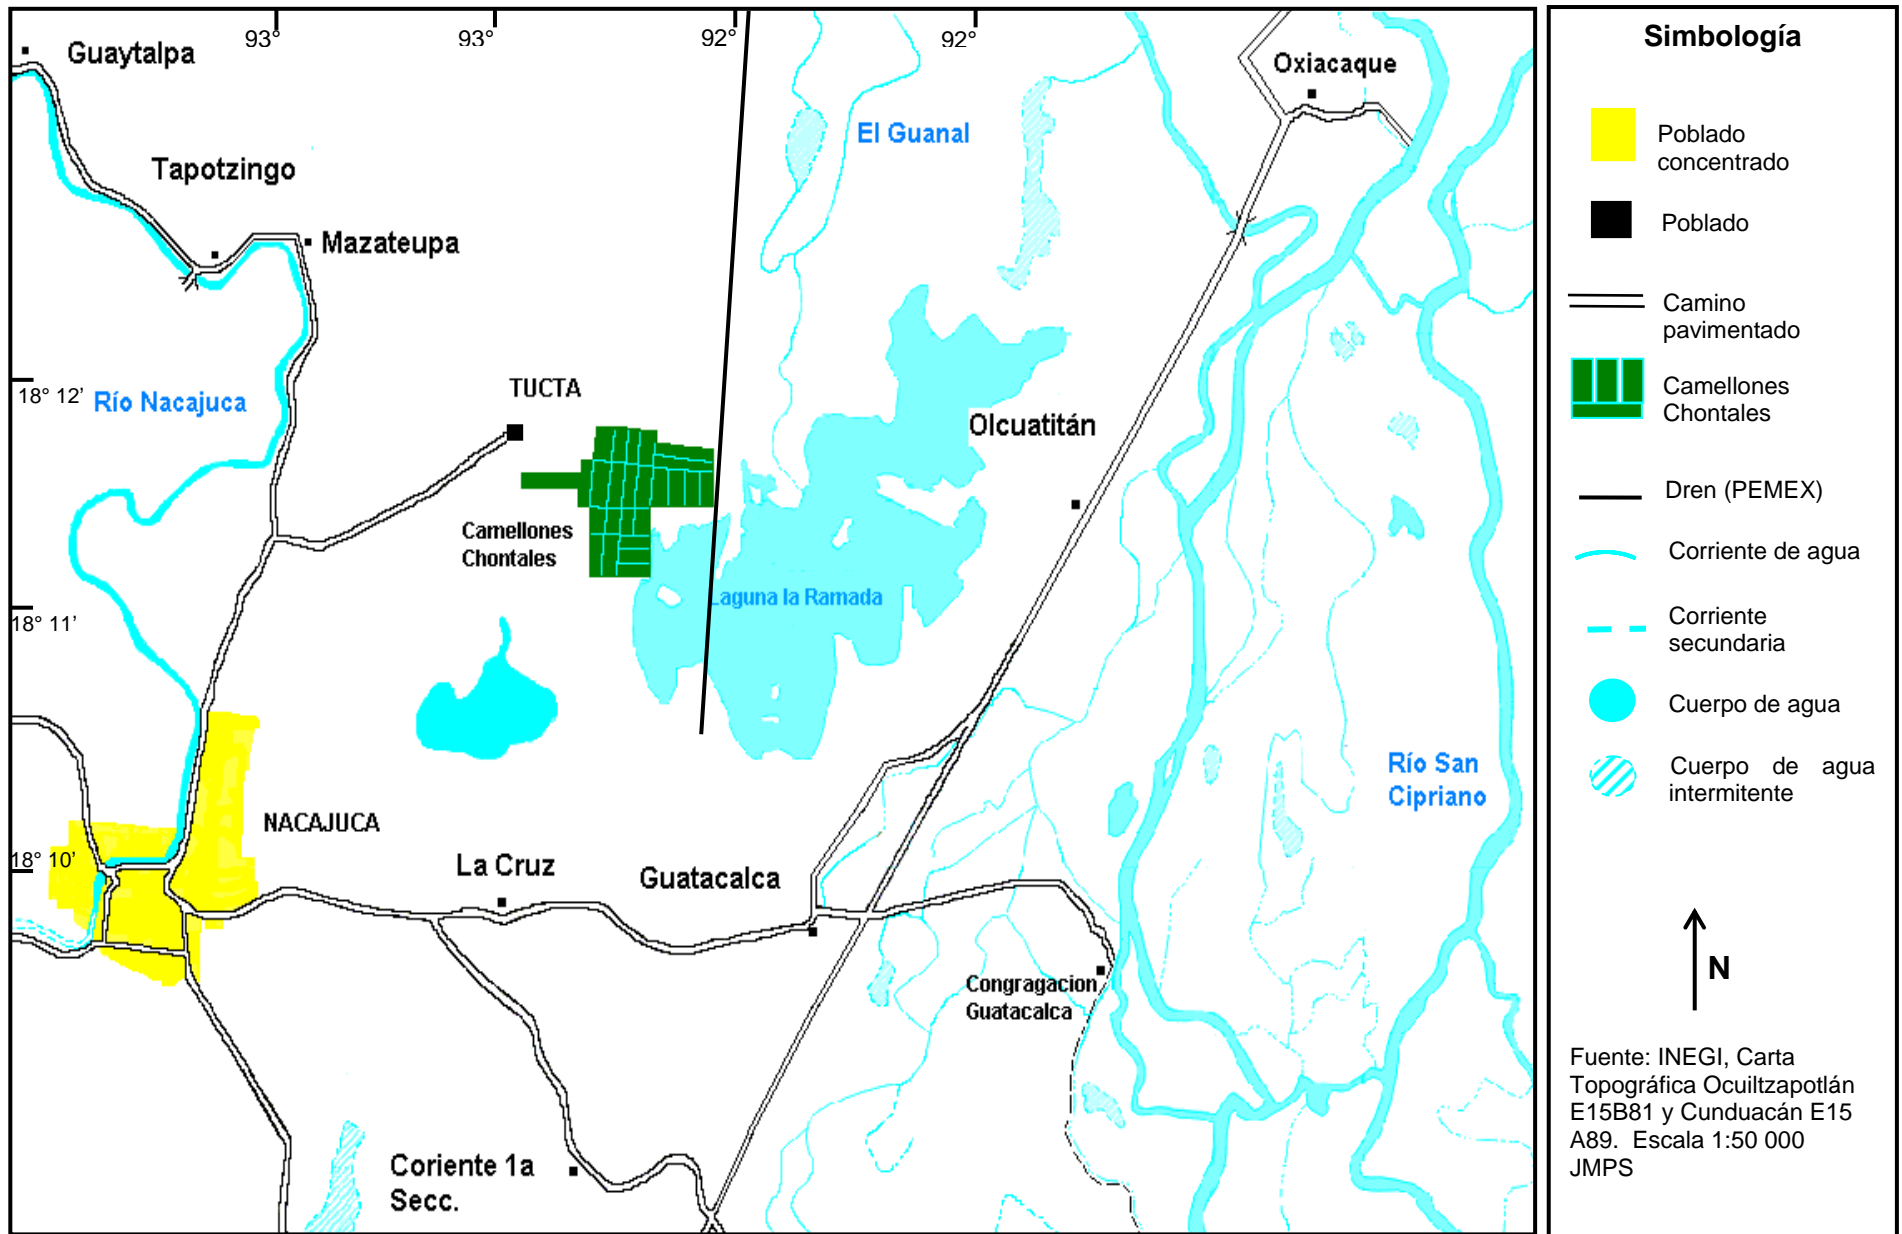 93°
93°
92°
92°
Guaytalpa
Oxiacaque
El Guanal
Tapotzingo
Mazateupa
18° 12’
Río Nacajuca
TUCTA
Olcuatitán
Camellones
Chontales
Laguna la Ramada
18° 11’
Río San
Cipriano
NACAJUCA
18° 10’
La Cruz
Guatacalca
Congragacion
Guatacalca
Coriente 1a
Secc.
Simbología
Poblado
concentrado
Poblado
Camino
pavimentado
Camellones
Chontales
Dren (PEMEX)
Corriente de agua
Corriente
secundaria
Cuerpo de agua
Cuerpo de agua
intermitente
N
Fuente: INEGI, Carta
Topográfica Ocuiltzapotlán
E15B81 y Cunduacán E15
A89. Escala 1:50 000
JMPS